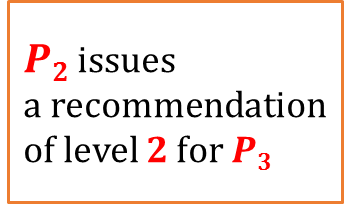 P₂ issues
a recommendation
of level 2 for P₃